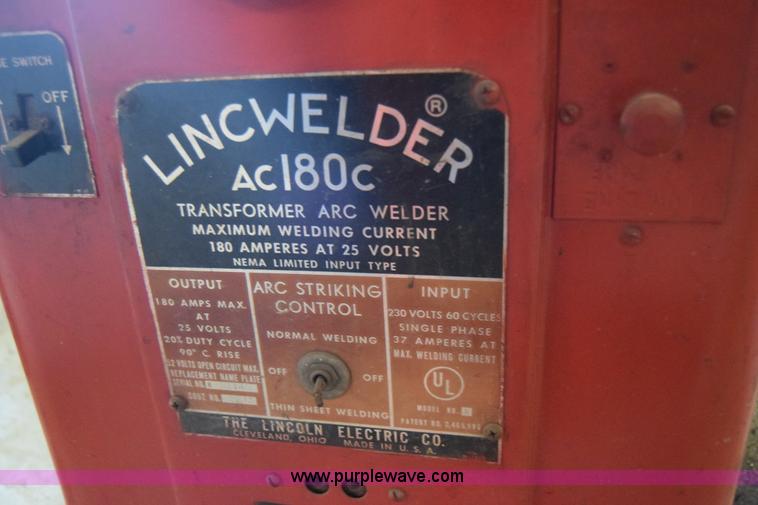 SE SWITCH
OFF
LINCWELDER ®
AC180C
TRANSFORMER ARC WELDER
MAXIMUM WELDING CURRENT
180 AMPERES AT 25 VOLTS
NEMA LIMITED INPUT TYPE
OUTPUT
180 AMPS MAX.
AT
25 VOLTS
20% DUTY CYCLE
90° C. RISE
52 VOLTS OPEN CIRCUIT MAX.
REPLACEMENT NAME PLATE
SERIAL NO.
CODE NO.
ARC STRIKING
CONTROL
NORMAL WELDING
OFF OFF
THIN SHEET WELDING
INPUT
230 VOLTS 60 CYCLES
SINGLE PHASE
37 AMPERES AT
MAX. WELDING CURRENT
UL
MODEL NO.
PATENT NO.
THE LINCOLN ELECTRIC CO.
CLEVELAND, OHIO MADE IN U.S.A.
www.purplewave.com